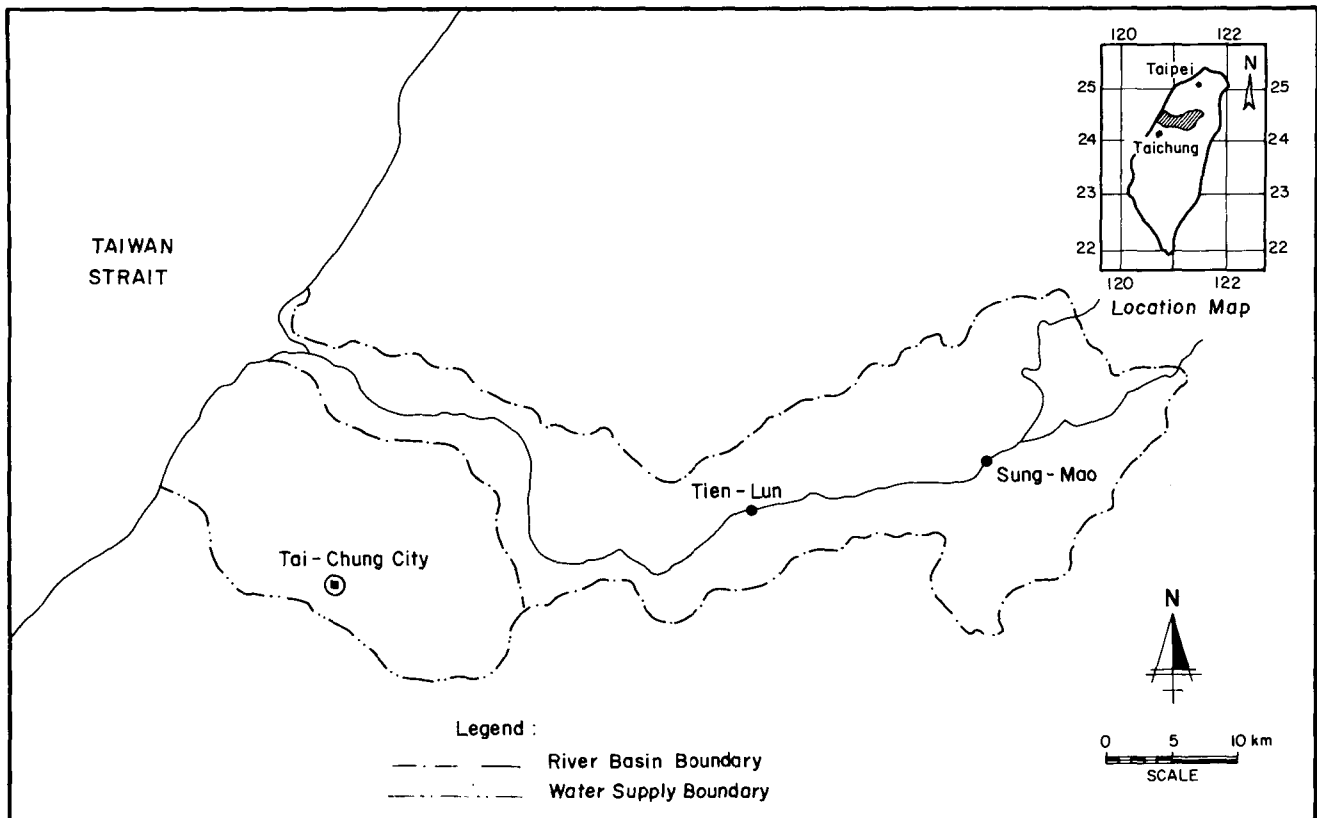 120 122
Taipei
N
25 25
24 24
Taichung
23 23
22 22
120 122
Location Map
TAIWAN
STRAIT
Sung-Mao
Tien-Lun
Tai-Chung City
N
Legend :
River Basin Boundary
Water Supply Boundary
0 5 10 km
SCALE